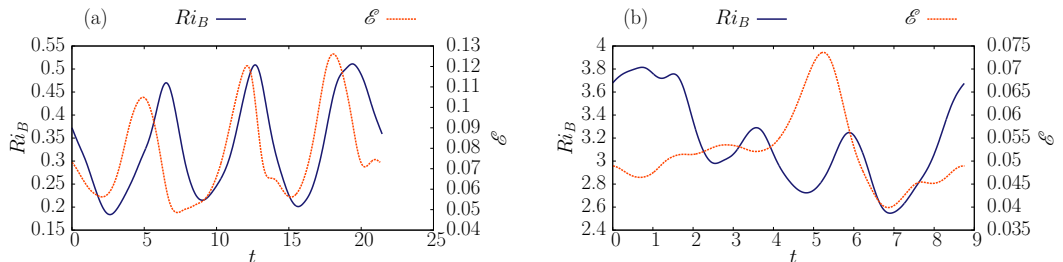 (a) Ri_B ℰ
0.55 0.13
0.5 0.12
0.45 0.11
0.4 0.1
0.35 0.09
0.3 0.08
0.25 0.07
0.2 0.06
0.15 0.05
0.04
Ri_B
ℰ
0 5 10 15 20 25
t
(b) Ri_B ℰ
4 0.075
3.8 0.07
3.6 0.065
3.4 0.06
3.2 0.055
3 0.05
2.8 0.045
2.6 0.04
2.4 0.035
Ri_B
ℰ
0 1 2 3 4 5 6 7 8 9
t